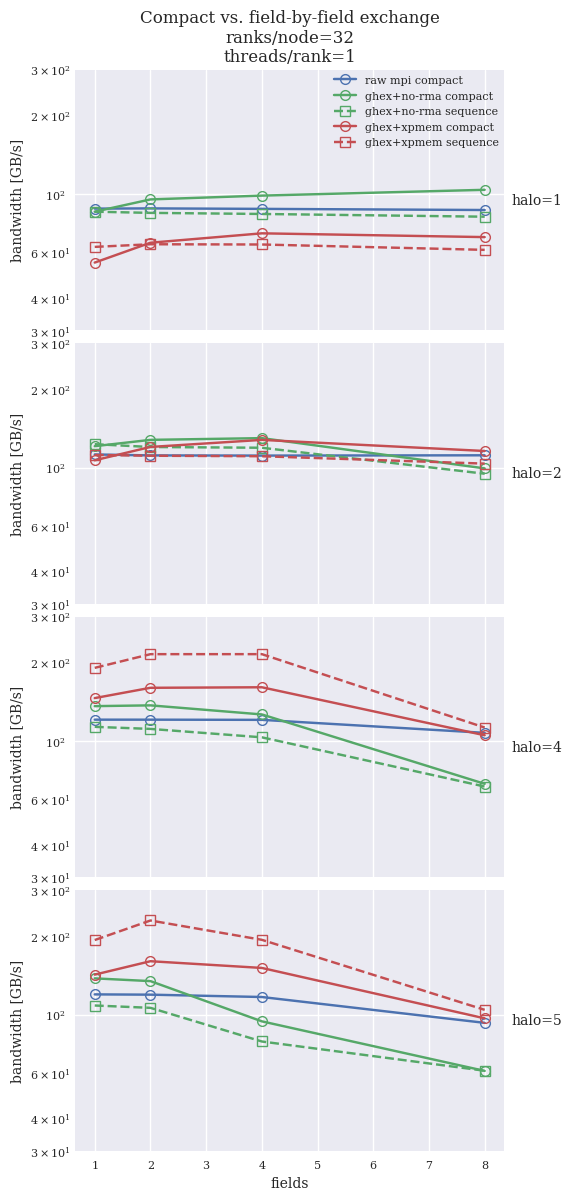 Compact vs. field-by-field exchange
ranks/node=32
threads/rank=1
raw mpi compact
ghex+no-rma compact
ghex+no-rma sequence
ghex+xpmem compact
ghex+xpmem sequence
3 × 10²
2 × 10²
10²
6 × 10¹
4 × 10¹
3 × 10¹
bandwidth [GB/s]
halo=1
3 × 10²
2 × 10²
10²
6 × 10¹
4 × 10¹
3 × 10¹
bandwidth [GB/s]
halo=2
3 × 10²
2 × 10²
10²
6 × 10¹
4 × 10¹
3 × 10¹
bandwidth [GB/s]
halo=4
3 × 10²
2 × 10²
10²
6 × 10¹
4 × 10¹
3 × 10¹
bandwidth [GB/s]
halo=5
1 2 3 4 5 6 7 8
fields